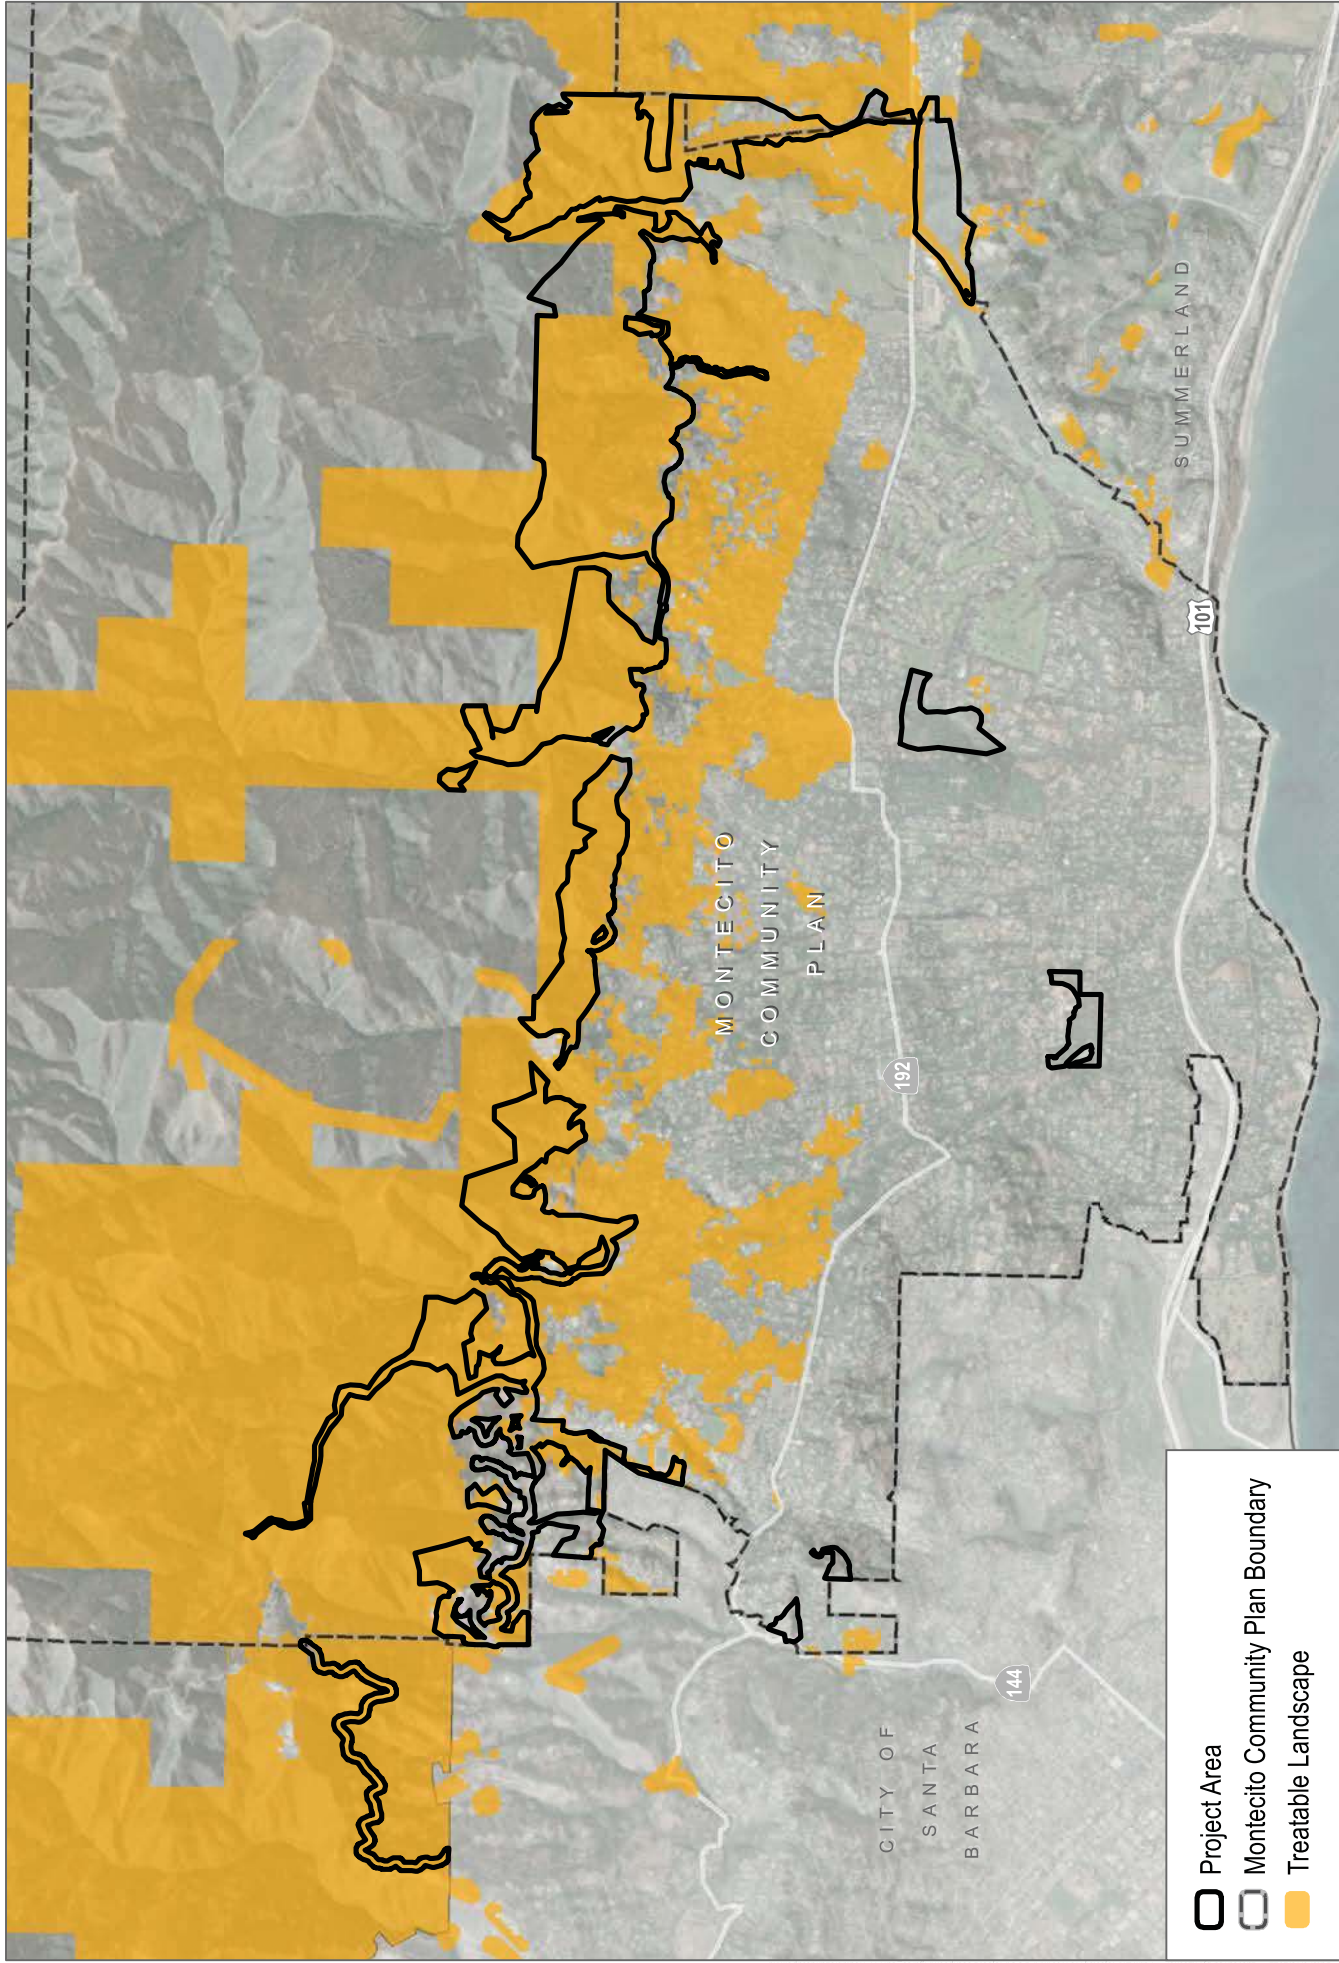 MONTECITO
COMMUNITY
PLAN
SUMMERLAND
101
192
144
CITY OF
SANTA
BARBARA
Project Area
Montecito Community Plan Boundary
Treatable Landscape